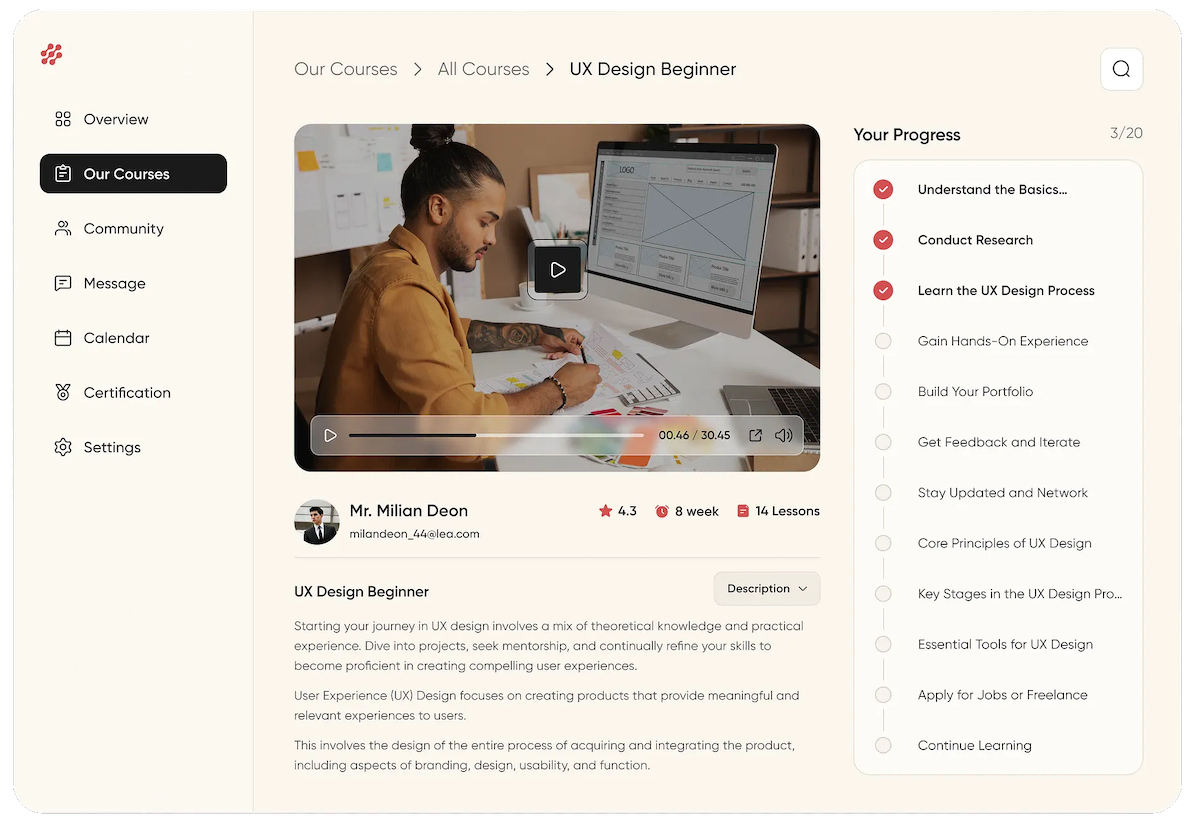 Our Courses > All Courses > UX Design Beginner
Overview
Our Courses
Community
Message
Calendar
Certification
Settings
LOGO
00.46 / 30.45
Mr. Milian Deon
milandeon_44@lea.com
4.3
8 week
14 Lessons
UX Design Beginner
Description
Starting your journey in UX design involves a mix of theoretical knowledge and practical
experience. Dive into projects, seek mentorship, and continually refine your skills to
become proficient in creating compelling user experiences.
User Experience (UX) Design focuses on creating products that provide meaningful and
relevant experiences to users.
This involves the design of the entire process of acquiring and integrating the product,
including aspects of branding, design, usability, and function.
Your Progress
3/20
Understand the Basics...
Conduct Research
Learn the UX Design Process
Gain Hands-On Experience
Build Your Portfolio
Get Feedback and Iterate
Stay Updated and Network
Core Principles of UX Design
Key Stages in the UX Design Pro...
Essential Tools for UX Design
Apply for Jobs or Freelance
Continue Learning